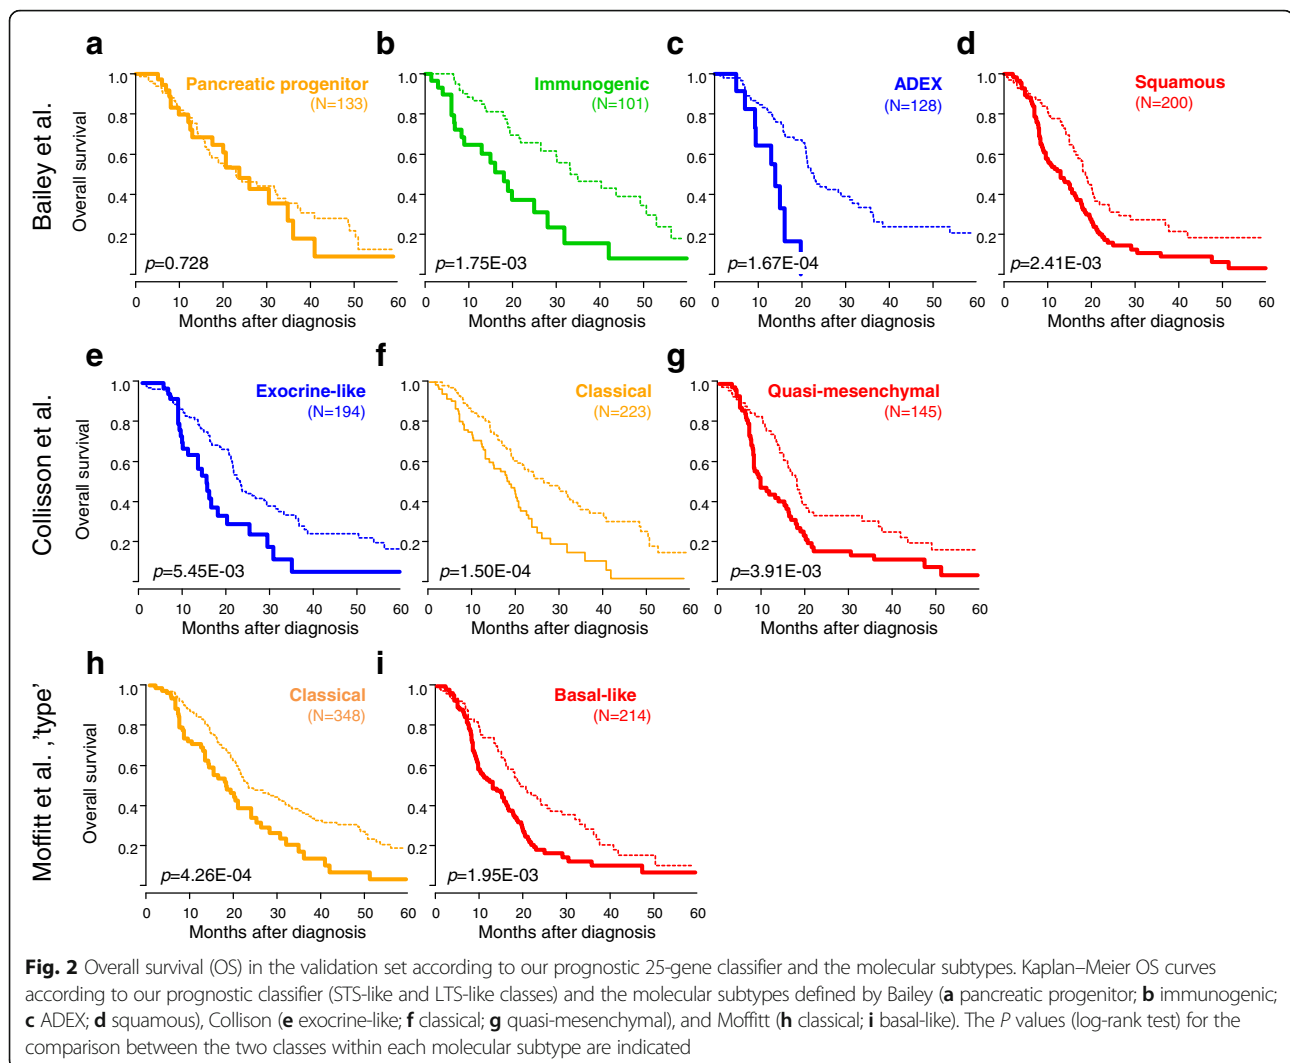 a
b
c
d
Bailey et al.
Overall survival
Pancreatic progenitor
(N=133)
1.0
0.8
0.6
0.4
0.2
p=0.728
0 10 20 30 40 50 60
Months after diagnosis
Immunogenic
(N=101)
1.0
0.8
0.6
0.4
0.2
p=1.75E-03
0 10 20 30 40 50 60
Months after diagnosis
ADEX
(N=128)
1.0
0.8
0.6
0.4
0.2
p=1.67E-04
0 10 20 30 40 50 60
Months after diagnosis
Squamous
(N=200)
1.0
0.8
0.6
0.4
0.2
p=2.41E-03
0 10 20 30 40 50 60
Months after diagnosis
e
f
g
Collisson et al.
Overall survival
Exocrine-like
(N=194)
1.0
0.8
0.6
0.4
0.2
p=5.45E-03
0 10 20 30 40 50 60
Months after diagnosis
Classical
(N=223)
1.0
0.8
0.6
0.4
0.2
p=1.50E-04
0 10 20 30 40 50 60
Months after diagnosis
Quasi-mesenchymal
(N=145)
1.0
0.8
0.6
0.4
0.2
p=3.91E-03
0 10 20 30 40 50 60
Months after diagnosis
h
i
Moffitt et al. ,'type'
Overall survival
Classical
(N=348)
1.0
0.8
0.6
0.4
0.2
p=4.26E-04
0 10 20 30 40 50 60
Months after diagnosis
Basal-like
(N=214)
1.0
0.8
0.6
0.4
0.2
p=1.95E-03
0 10 20 30 40 50 60
Months after diagnosis
Fig. 2 Overall survival (OS) in the validation set according to our prognostic 25-gene classifier and the molecular subtypes. Kaplan–Meier OS curves
according to our prognostic classifier (STS-like and LTS-like classes) and the molecular subtypes defined by Bailey (a pancreatic progenitor; b immunogenic;
c ADEX; d squamous), Collison (e exocrine-like; f classical; g quasi-mesenchymal), and Moffitt (h classical; i basal-like). The P values (log-rank test) for the
comparison between the two classes within each molecular subtype are indicated